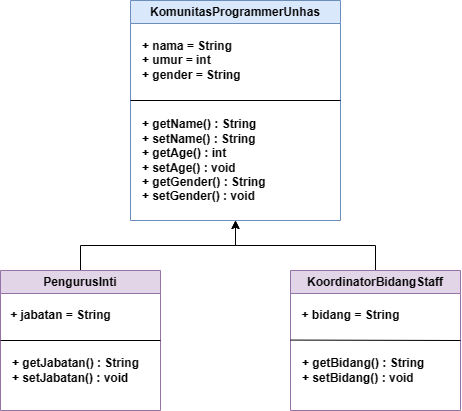 KomunitasProgrammerUnhas
+ nama = String
+ umur = int
+ gender = String
+ getName() : String
+ setName() : String
+ getAge() : int
+ setAge() : void
+ getGender() : String
+ setGender() : void
PengurusInti
+ jabatan = String
+ getJabatan() : String
+ setJabatan() : void
KoordinatorBidangStaff
+ bidang = String
+ getBidang() : String
+ setBidang() : void